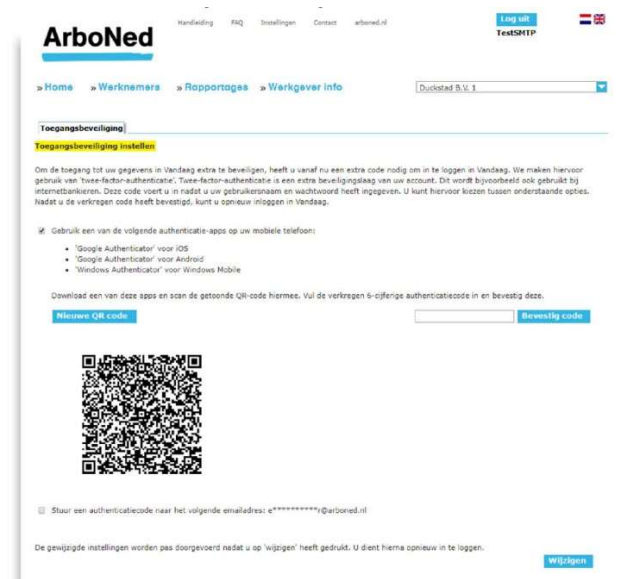 ArboNed
Handleiding FAQ Instellingen Contact arboned.nl
Log uit
TestSMTP
» Home » Werknemers » Rapportages » Werkgever info
Duckstad B.V. 1
Toegangsbeveiliging
Toegangsbeveiliging instellen
Om de toegang tot uw gegevens in Vandaag extra te beveiligen, heeft u vanaf nu een extra code nodig om in te loggen in Vandaag. We maken hiervoor
gebruik van 'twee-factor-authenticatie'. Twee-factor-authenticatie is een extra beveiligingslaag van uw account. Dit wordt bijvoorbeeld ook gebruikt bij
internetbankieren. Deze code voert u in nadat u uw gebruikersnaam en wachtwoord heeft ingegeven. U kunt hiervoor kiezen tussen onderstaande opties.
Nadat u de verkregen code heeft bevestigd, kunt u opnieuw inloggen in Vandaag.
Gebruik een van de volgende authenticatie-apps op uw mobiele telefoon:
• 'Google Authenticator' voor iOS
• 'Google Authenticator' voor Android
• 'Windows Authenticator' voor Windows Mobile
Download een van deze apps en scan de getoonde QR-code hiermee. Vul de verkregen 6-cijferige authenticatiecode in en bevestig deze.
Nieuwe QR code
Bevestig code
Stuur een authenticatiecode naar het volgende emailadres: e**********r@arboned.nl
De gewijzigde instellingen worden pas doorgevoerd nadat u op 'wijzigen' heeft gedrukt. U dient hierna opnieuw in te loggen.
Wijzigen